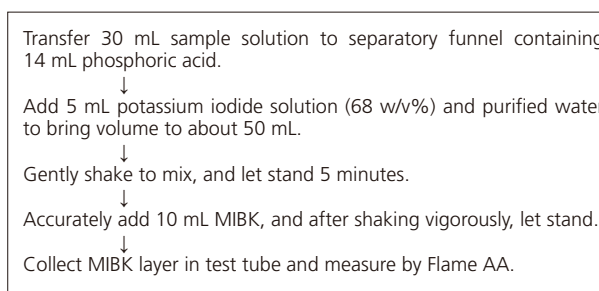 Transfer 30 mL sample solution to separatory funnel containing
14 mL phosphoric acid.
↓
Add 5 mL potassium iodide solution (68 w/v%) and purified water
to bring volume to about 50 mL.
↓
Gently shake to mix, and let stand 5 minutes.
↓
Accurately add 10 mL MIBK, and after shaking vigorously, let stand.
↓
Collect MIBK layer in test tube and measure by Flame AA.